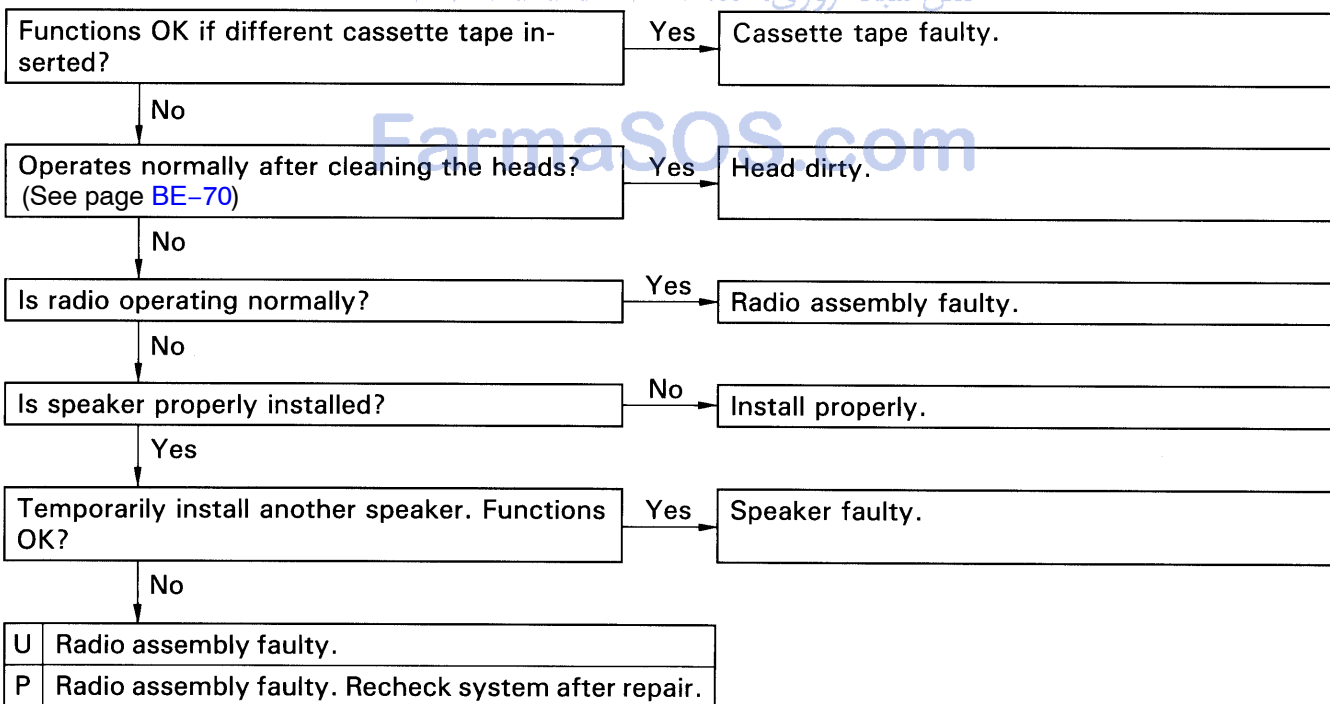 Functions OK if different cassette tape in-
serted?
Yes
Cassette tape faulty.
No
FarmaSOS.com
Operates normally after cleaning the heads?
(See page BE–70)
Yes
Head dirty.
No
Is radio operating normally?
Yes
Radio assembly faulty.
No
Is speaker properly installed?
No
Install properly.
Yes
Temporarily install another speaker. Functions
OK?
Yes
Speaker faulty.
No
U Radio assembly faulty.
P Radio assembly faulty. Recheck system after repair.